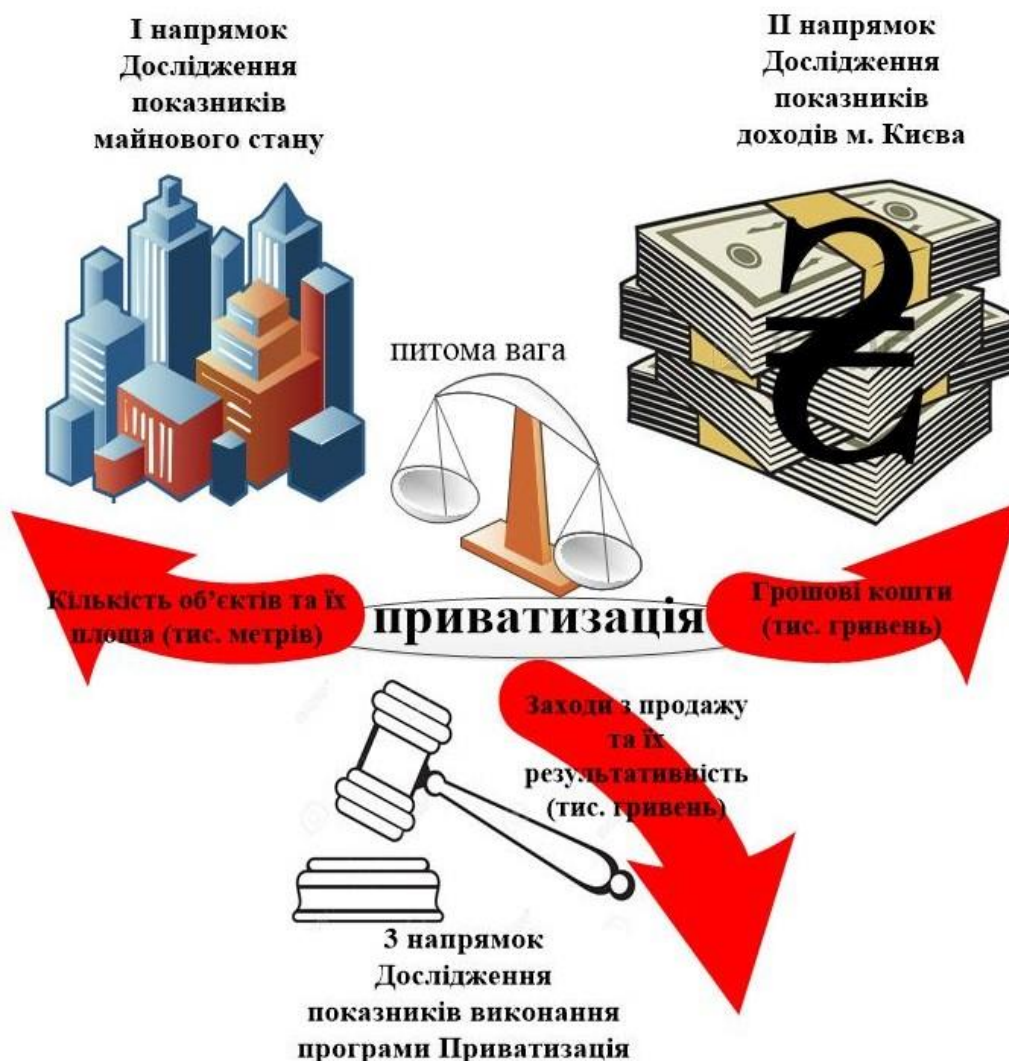 І напрямок
Дослідження
показників
майнового стану
ІІ напрямок
Дослідження
показників
доходів м. Києва
питома вага
Кількість об’єктів та їх
площа (тис. метрів)
приватизація
Грошові кошти
(тис. гривень)
Заходи з продажу
та їх
результативність
(тис. гривень)
3 напрямок
Дослідження
показників виконання
програми Приватизація